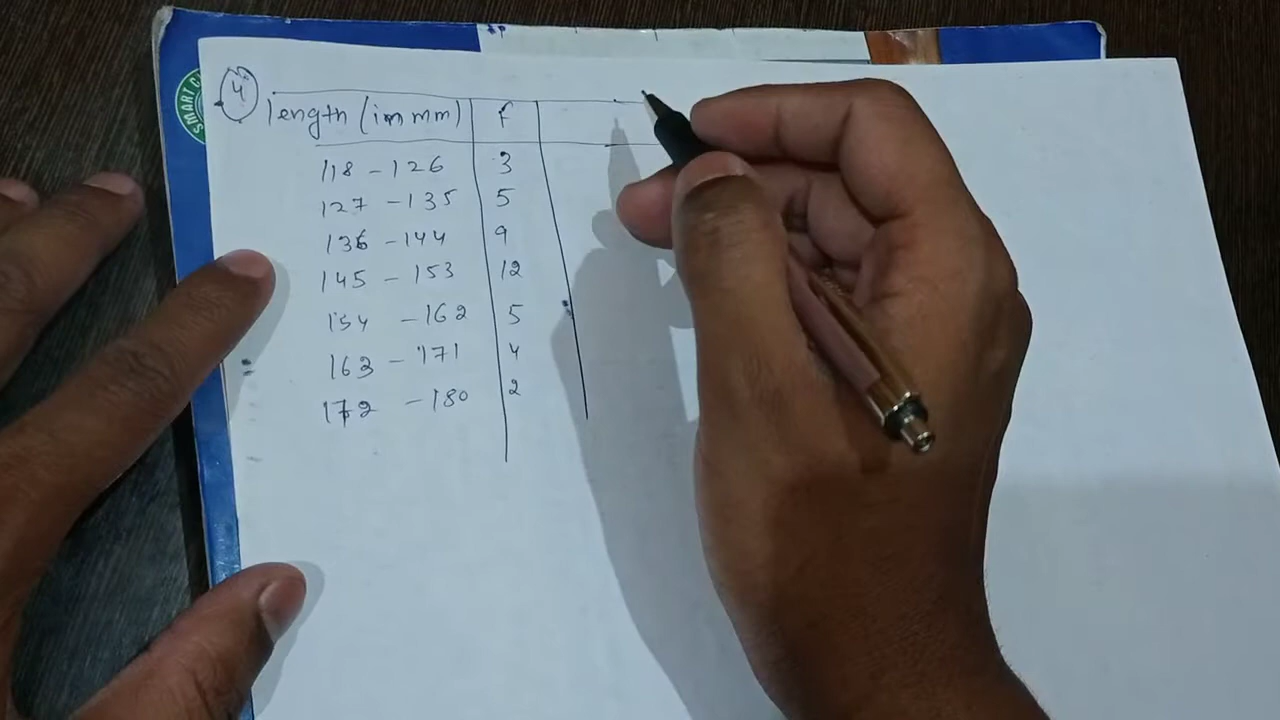 4.
length (in mm) f
118 - 126 3
127 - 135 5
136 - 144 9
145 - 153 12
154 - 162 5
163 - 171 4
172 - 180 2